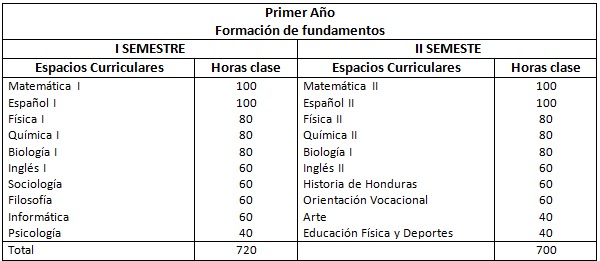 Primer Año
Formación de fundamentos
I SEMESTRE II SEMESTE
Espacios Curriculares Horas clase Espacios Curriculares Horas clase
Matemática I 100 Matemática II 100
Español I 100 Español II 100
Física I 80 Física II 80
Química I 80 Química II 80
Biología I 80 Biología I 80
Inglés I 60 Inglés II 60
Sociología 60 Historia de Honduras 60
Filosofía 60 Orientación Vocacional 60
Informática 60 Arte 40
Psicología 40 Educación Física y Deportes 40
Total 720 700